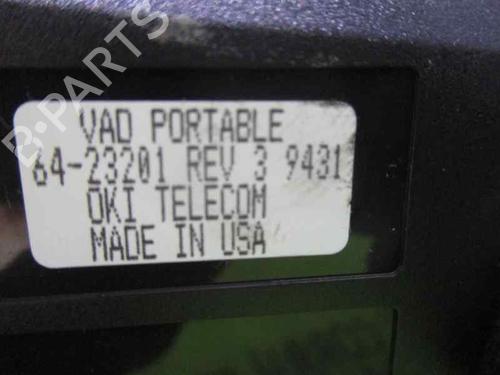 B-PARTS
VAD PORTABLE
64-23201 REV 3 9431
OKI TELECOM
MADE IN USA